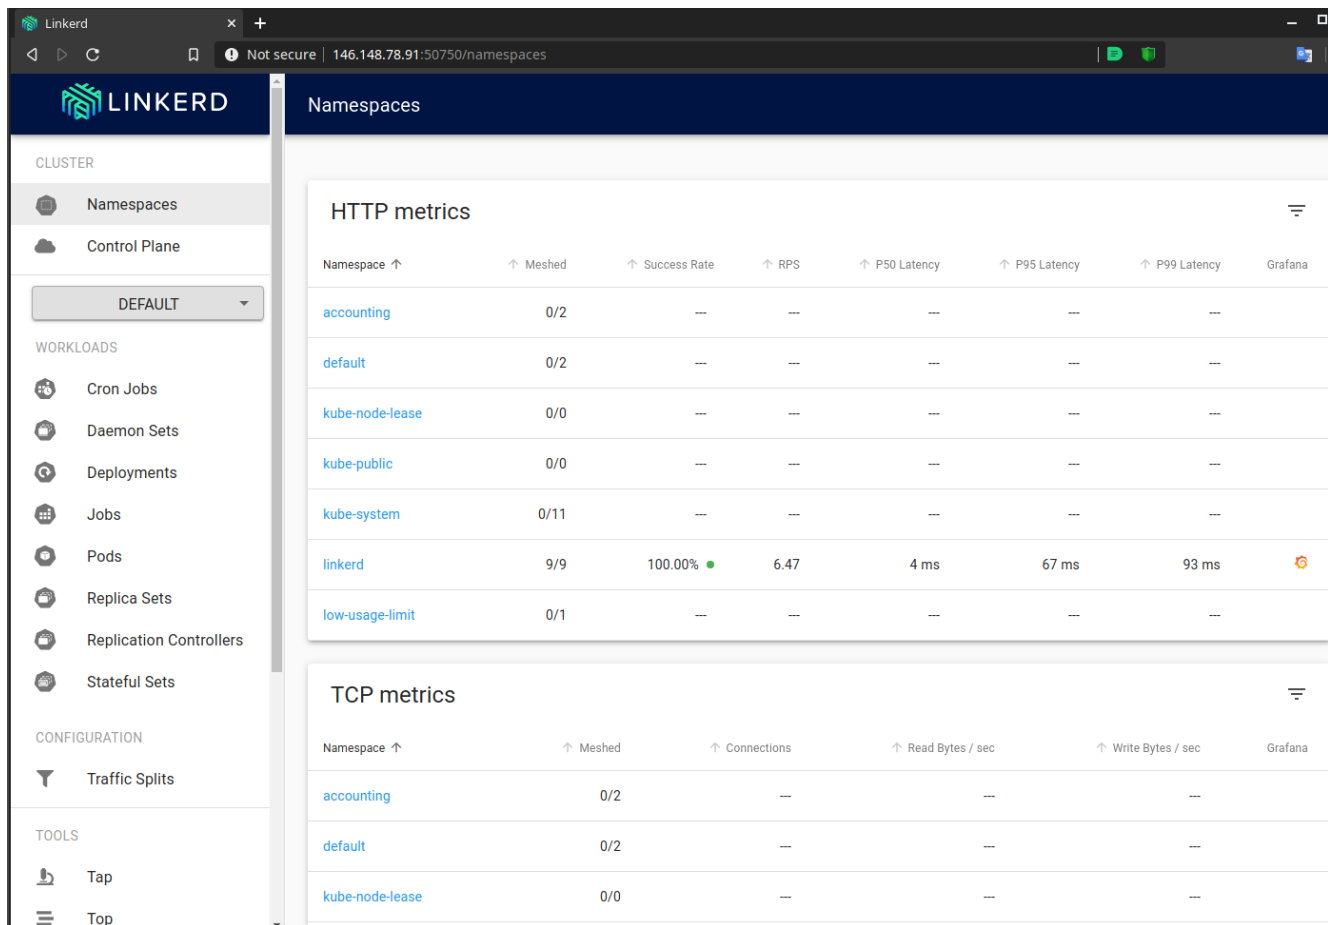 Linkerd
Not secure 146.148.78.91:50750/namespaces
LINKERD
Namespaces
CLUSTER
Namespaces
Control Plane
DEFAULT
WORKLOADS
Cron Jobs
Daemon Sets
Deployments
Jobs
Pods
Replica Sets
Replication Controllers
Stateful Sets
CONFIGURATION
Traffic Splits
TOOLS
Tap
Top
HTTP metrics
Namespace ↑ ↑ Meshed ↑ Success Rate ↑ RPS ↑ P50 Latency ↑ P95 Latency ↑ P99 Latency Grafana
accounting 0/2 --- --- --- --- ---
default 0/2 --- --- --- --- ---
kube-node-lease 0/0 --- --- --- --- ---
kube-public 0/0 --- --- --- --- ---
kube-system 0/11 --- --- --- --- ---
linkerd 9/9 100.00% 6.47 4 ms 67 ms 93 ms
low-usage-limit 0/1 --- --- --- --- ---
TCP metrics
Namespace ↑ ↑ Meshed ↑ Connections ↑ Read Bytes / sec ↑ Write Bytes / sec Grafana
accounting 0/2 --- --- ---
default 0/2 --- --- ---
kube-node-lease 0/0 --- --- ---